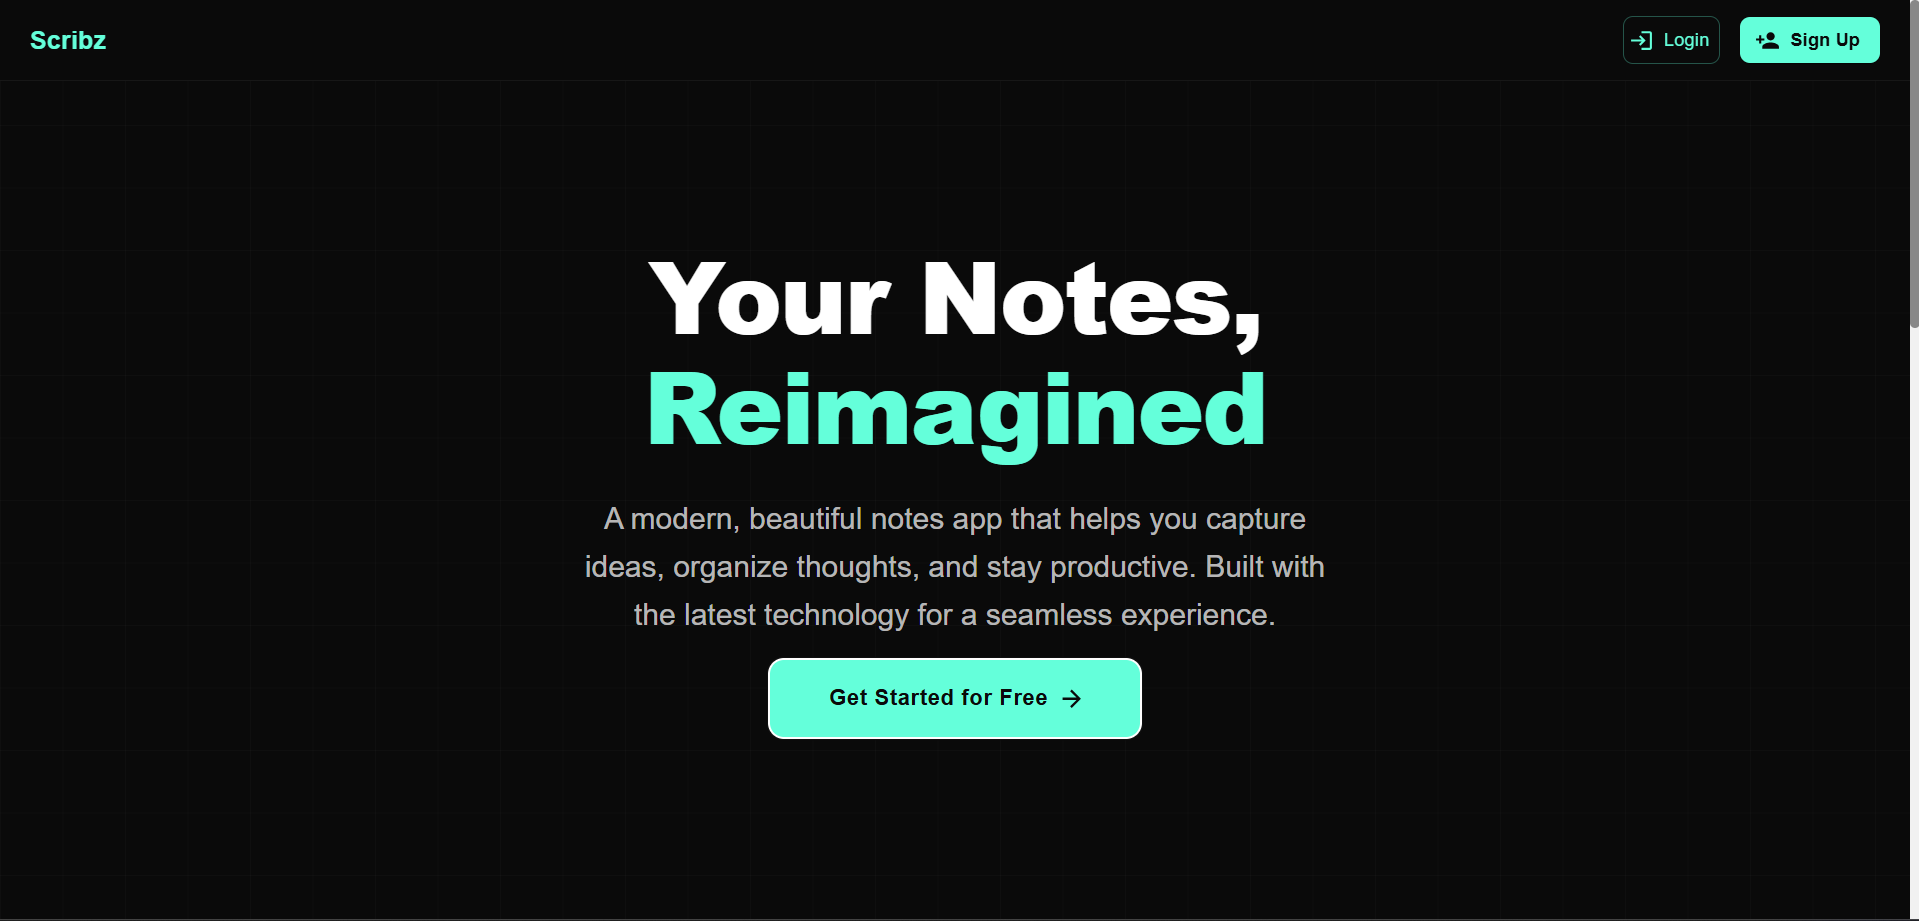 Scribz
Login
Sign Up
Your Notes,
Reimagined
A modern, beautiful notes app that helps you capture
ideas, organize thoughts, and stay productive. Built with
the latest technology for a seamless experience.
Get Started for Free